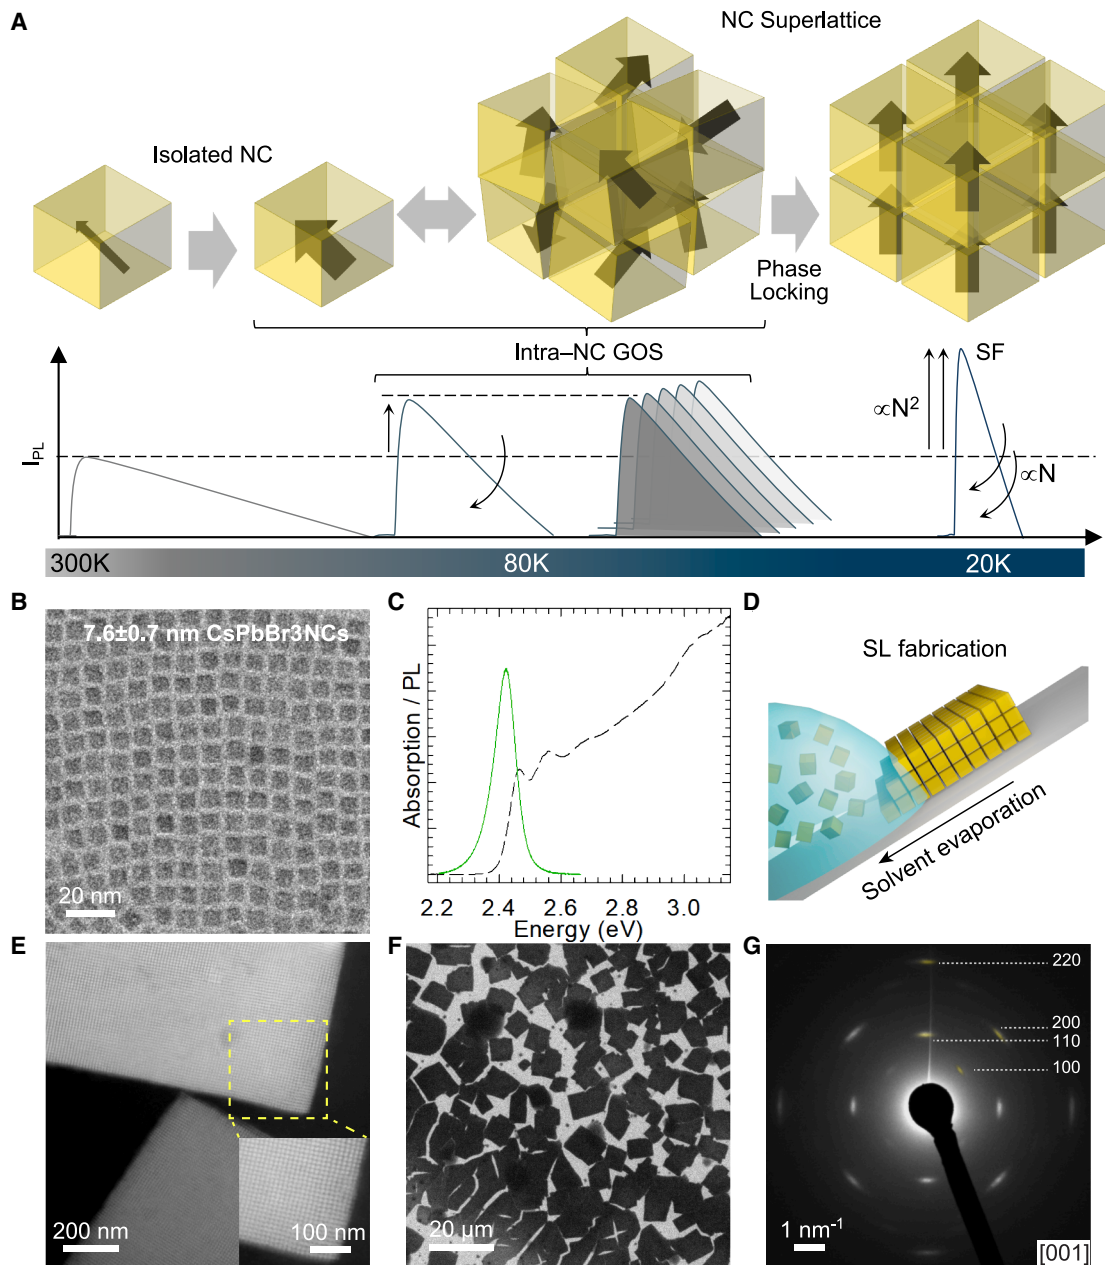 A
NC Superlattice
Isolated NC
Phase
Locking
Intra–NC GOS
SF
∝N²
∝N
I_PL
300K
80K
20K
B
7.6±0.7 nm CsPbBr3NCs
20 nm
C
Absorption / PL
2.2 2.4 2.6 2.8 3.0
Energy (eV)
D
SL fabrication
Solvent evaporation
E
200 nm
100 nm
F
20 µm
G
220
200
110
100
1 nm⁻¹
[001]